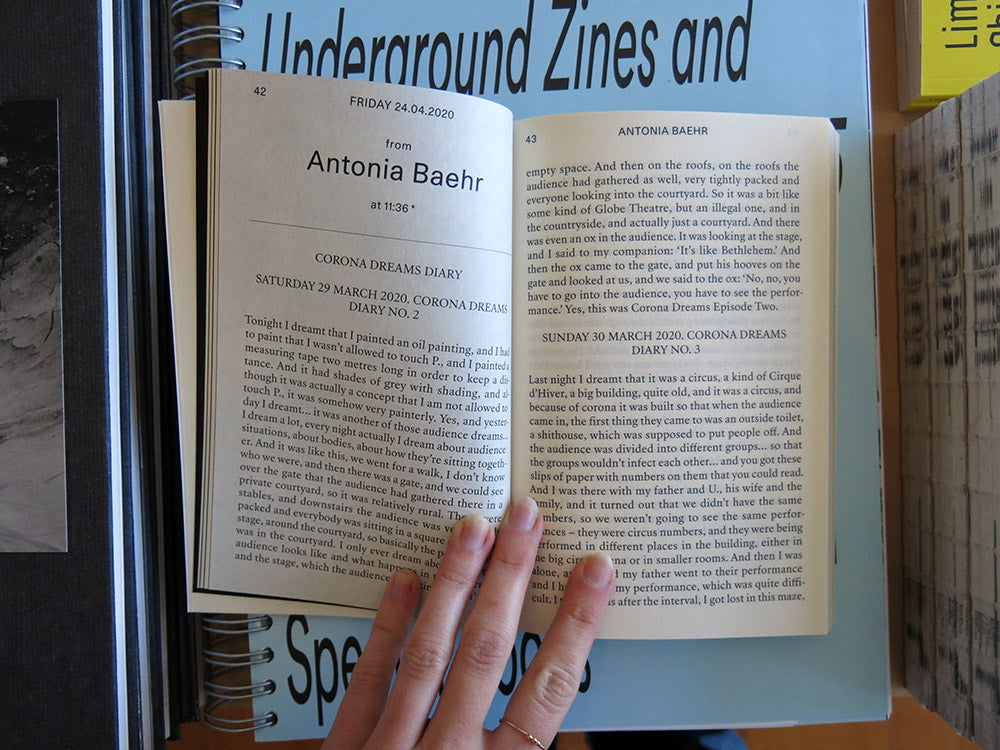 Underground Zines and
Lim
42
FRIDAY 24.04.2020
from
Antonia Baehr
at 11:36 *
CORONA DREAMS DIARY
SATURDAY 29 MARCH 2020. CORONA DREAMS
DIARY NO. 2
Tonight I dreamt that I painted an oil painting, and I had
to paint that I wasn't allowed to touch P., and I painted a
measuring tape two metres long in order to keep a dis-
tance. And it had shades of grey with shading, and al-
though it was actually a concept that I am not allowed to
touch P., it was somehow very painterly. Yes, and yester-
day I dreamt... it was another of those audience dreams...
I dream a lot, every night actually I dream about audience
situations, about bodies, about how they're sitting togeth-
er. And it was like this, we went for a walk, I don't know
who we were, and then there was a gate, and we could see
over the gate that the audience had gathered there in a
private courtyard, so it was relatively rural. There were
stables, and downstairs the audience was ve
packed and everybody was sitting in a square
stage, around the courtyard, so basically the p
was in the courtyard. I only ever dream abo
audience looks like and what happens in
and the stage, which the audience
43
ANTONIA BAEHR
empty space. And then on the roofs, on the roofs the
audience had gathered as well, very tightly packed and
everyone looking into the courtyard. So it was a bit like
some kind of Globe Theatre, but an illegal one, and in
the countryside, and actually just a courtyard. And there
was even an ox in the audience. It was looking at the stage,
and I said to my companion: 'It's like Bethlehem.' And
then the ox came to the gate, and put his hooves on the
gate and looked at us, and we said to the ox: 'No, no, you
have to go into the audience, you have to see the perfor-
mance.' Yes, this was Corona Dreams Episode Two.
SUNDAY 30 MARCH 2020. CORONA DREAMS
DIARY NO. 3
Last night I dreamt that it was a circus, a kind of Cirque
d'Hiver, a big building, quite old, and it was a circus, and
because of corona it was built so that when the audience
came in, the first thing they came to was an outside toilet,
a shithouse, which was supposed to put people off. And
the audience was divided into different groups... so that
the groups wouldn't infect each other... and you got these
slips of paper with numbers on them that you could read.
And I was there with my father and U., his wife and the
family, and it turned out that we didn't have the same
numbers, so we weren't going to see the same perfor-
mances – they were circus numbers, and they were being
performed in different places in the building, either in
the big circ na or in smaller rooms. And then I was
alone, a d my father went to their performance
and I h my performance, which was quite diffi-
cult. I s after the interval, I got lost in this maze,
Spe ooks